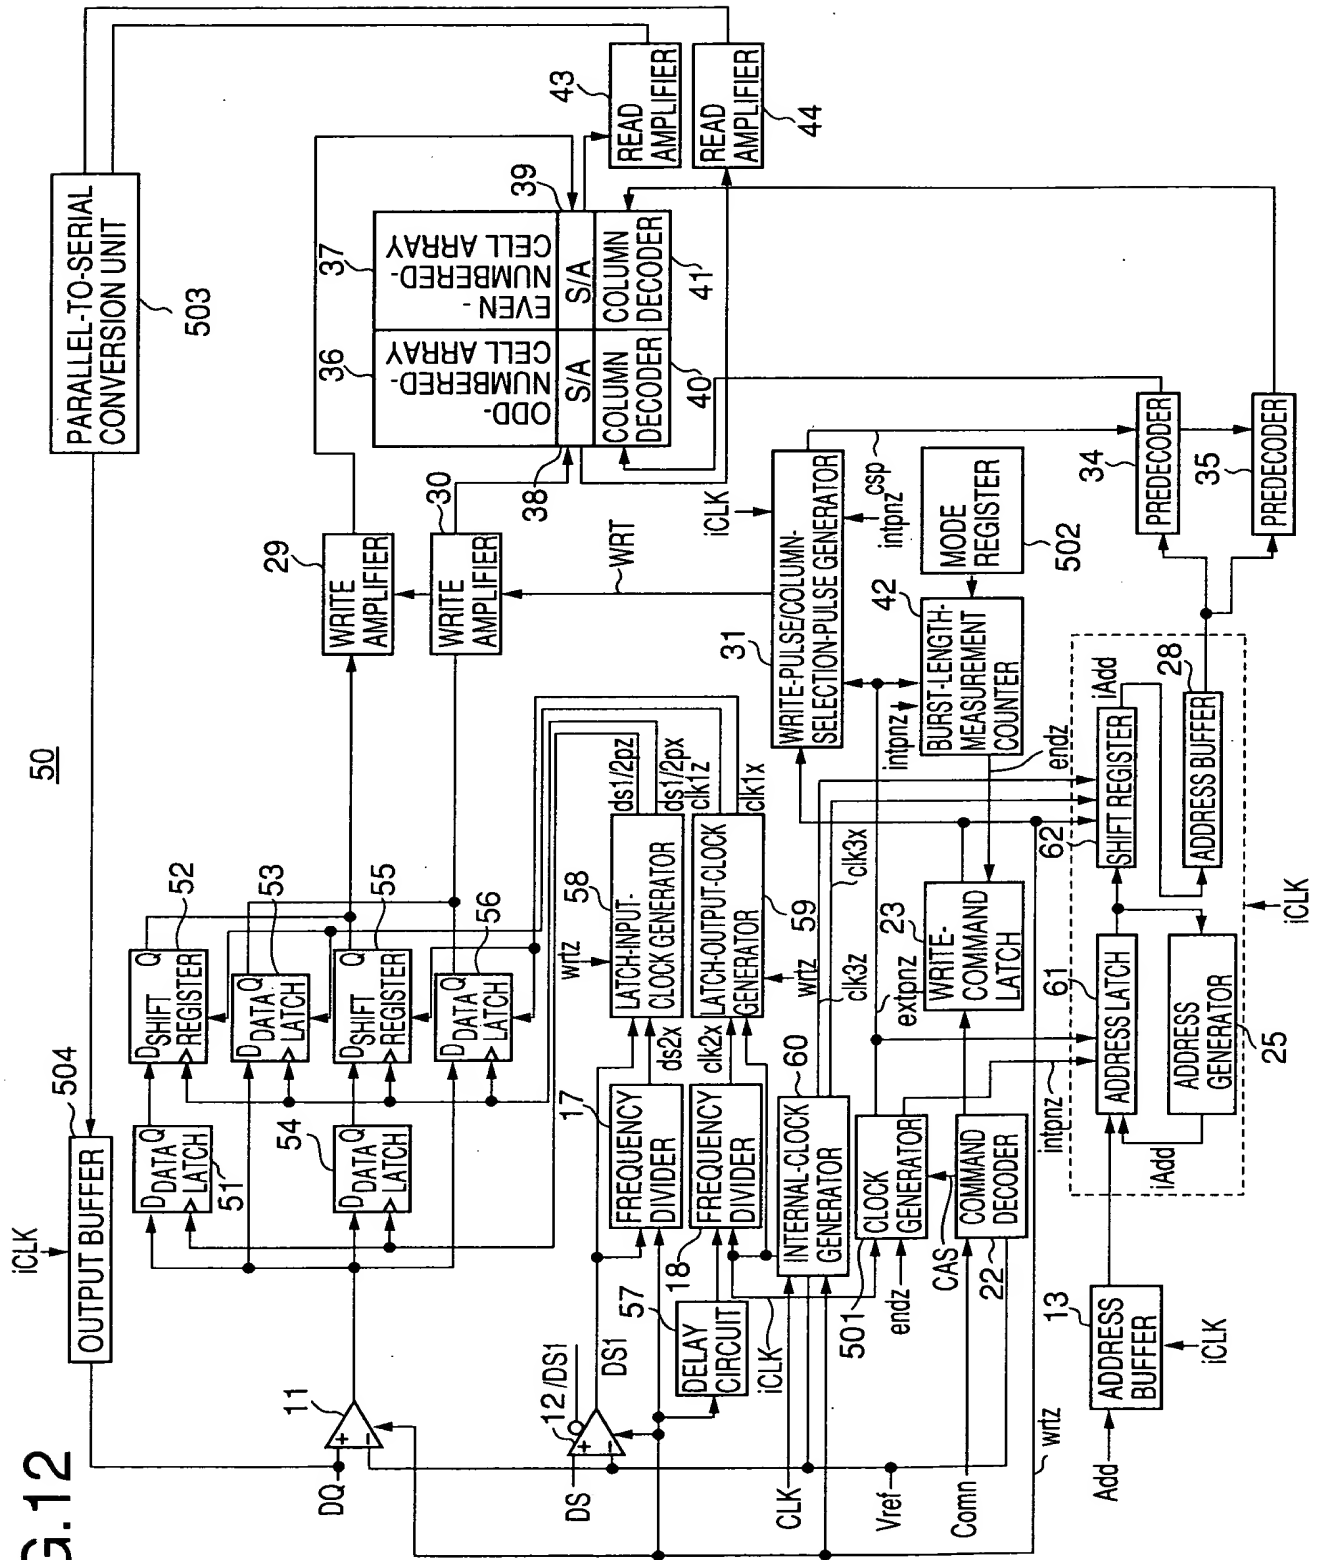 FIG.12
50
iCLK
504
OUTPUT BUFFER
PARALLEL-TO-SERIAL
CONVERSION UNIT
503
DQ
11
+
−
D DATA Q
LATCH
51
D SHIFT Q
REGISTER
52
D DATA Q
LATCH
53
D DATA Q
LATCH
54
D SHIFT Q
REGISTER
55
D DATA Q
LATCH
56
29
WRITE
AMPLIFIER
30
WRITE
AMPLIFIER
WRT
36
37
ODD-
NUMBERED
CELL ARRAY
EVEN-
NUMBERED-
CELL ARRAY
38
39
S/A
S/A
COLUMN
DECODER
COLUMN
DECODER
40
41
43
READ
AMPLIFIER
READ
AMPLIFIER
44
DS
12
/DS1
DS1
+
−
17
FREQUENCY
DIVIDER
ds2x
wrtz
58
LATCH-INPUT-
CLOCK GENERATOR
ds1/2pz
ds1/2px
57
DELAY
CIRCUIT
18
FREQUENCY
DIVIDER
clk2x
LATCH-OUTPUT-CLOCK
GENERATOR
59
wrtz
clk1z
clk1x
iCLK
CLK
INTERNAL-CLOCK
GENERATOR
60
clk3z
clk3x
Vref
501
endz
CLOCK
GENERATOR
extpnz
CAS
Comn
COMMAND
DECODER
22
23
WRITE-
COMMAND
LATCH
31
WRITE-PULSE/COLUMN-
SELECTION-PULSE GENERATOR
iCLK
intpnz
csp
intpnz
42
BURST-LENGTH-
MEASUREMENT
COUNTER
endz
MODE
REGISTER
502
wrtz
Add
13
ADDRESS
BUFFER
iCLK
intpnz
61
ADDRESS LATCH
iAdd
ADDRESS
GENERATOR
25
62
SHIFT REGISTER
iAdd
28
ADDRESS BUFFER
iCLK
34
PREDECODER
35
PREDECODER